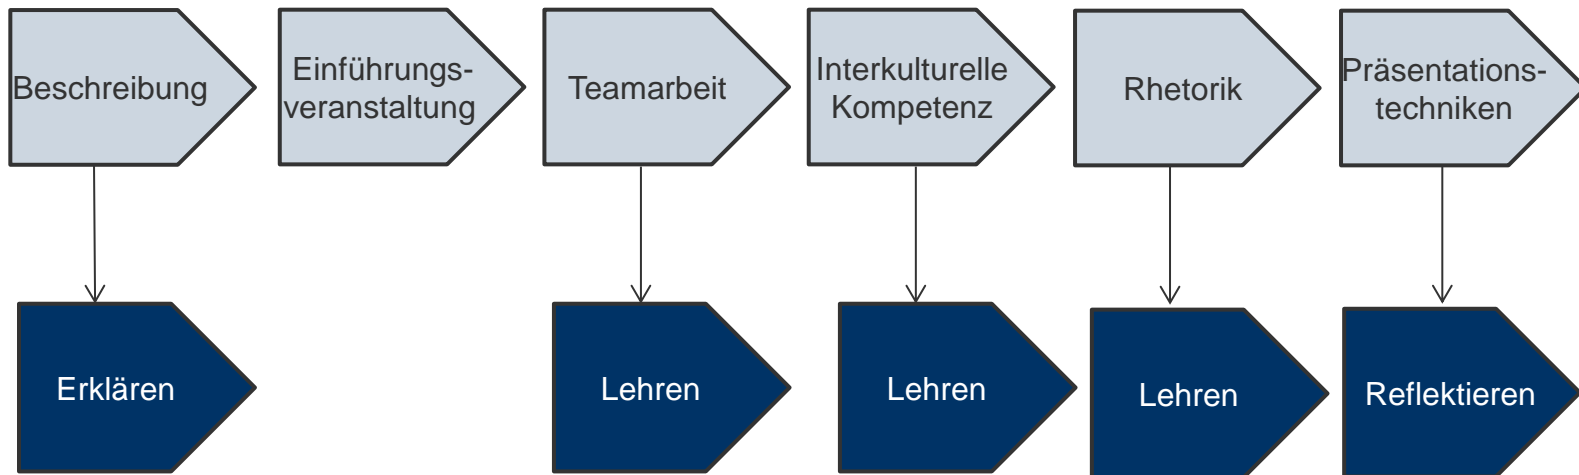 Beschreibung
Einführungs-
veranstaltung
Teamarbeit
Interkulturelle
Kompetenz
Rhetorik
Präsentations-
techniken
Erklären
Lehren
Lehren
Lehren
Reflektieren